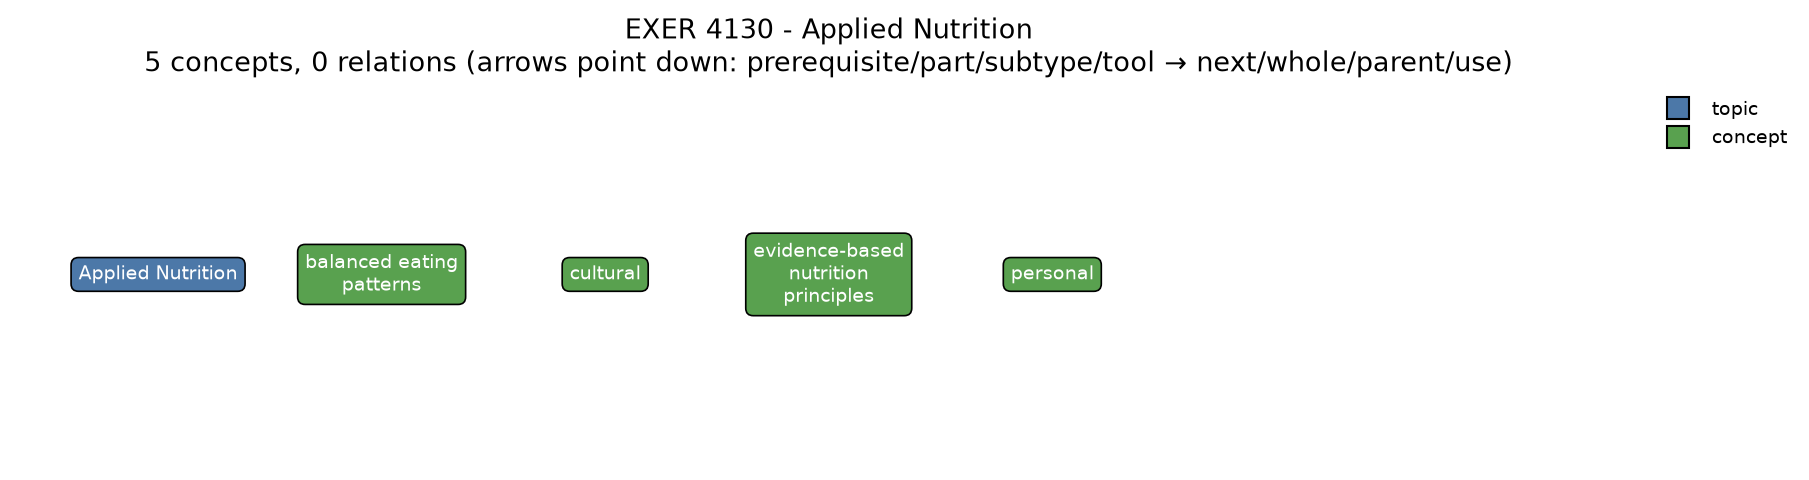 EXER 4130 - Applied Nutrition
5 concepts, 0 relations (arrows point down: prerequisite/part/subtype/tool → next/whole/parent/use)
topic
concept
Applied Nutrition
balanced eating
patterns
cultural
evidence-based
nutrition
principles
personal